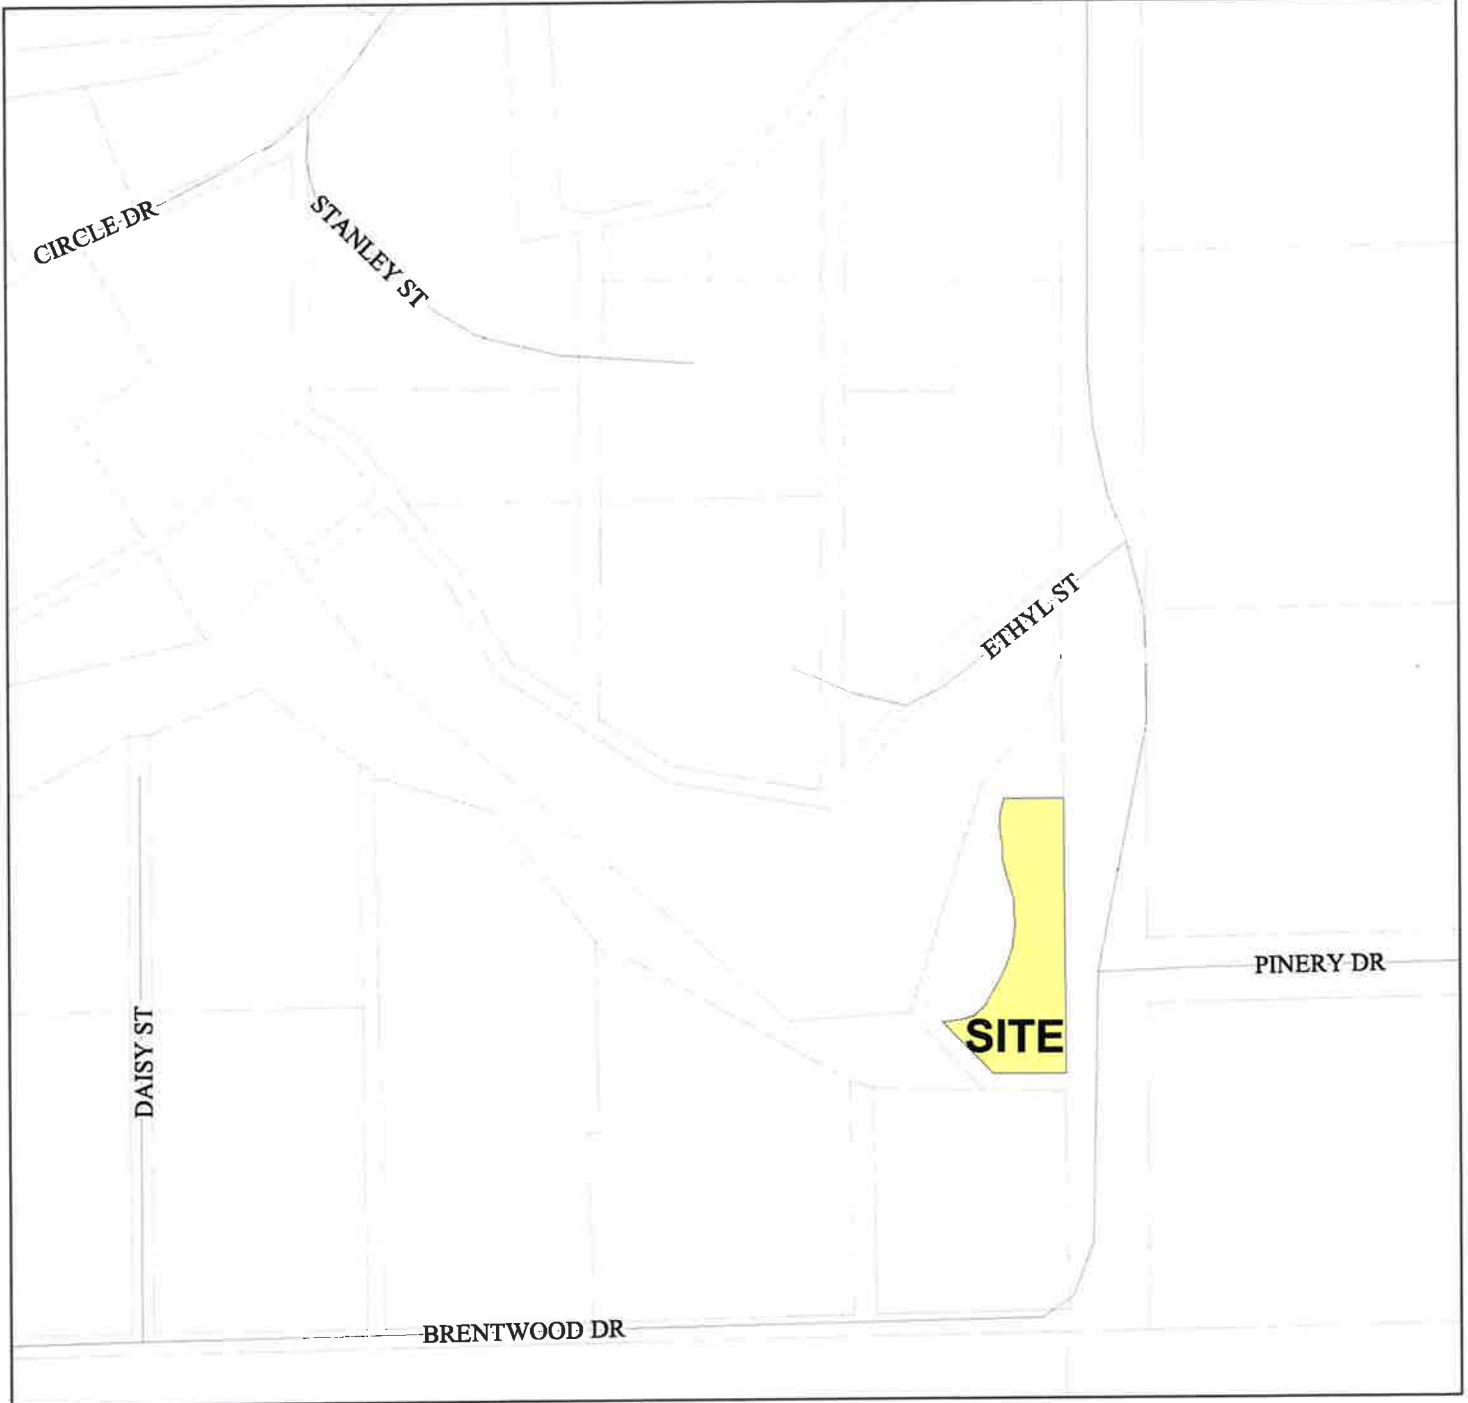 CIRCLE DR
STANLEY ST
ETHYL ST
PINERY DR
SITE
DAISY ST
BRENTWOOD DR